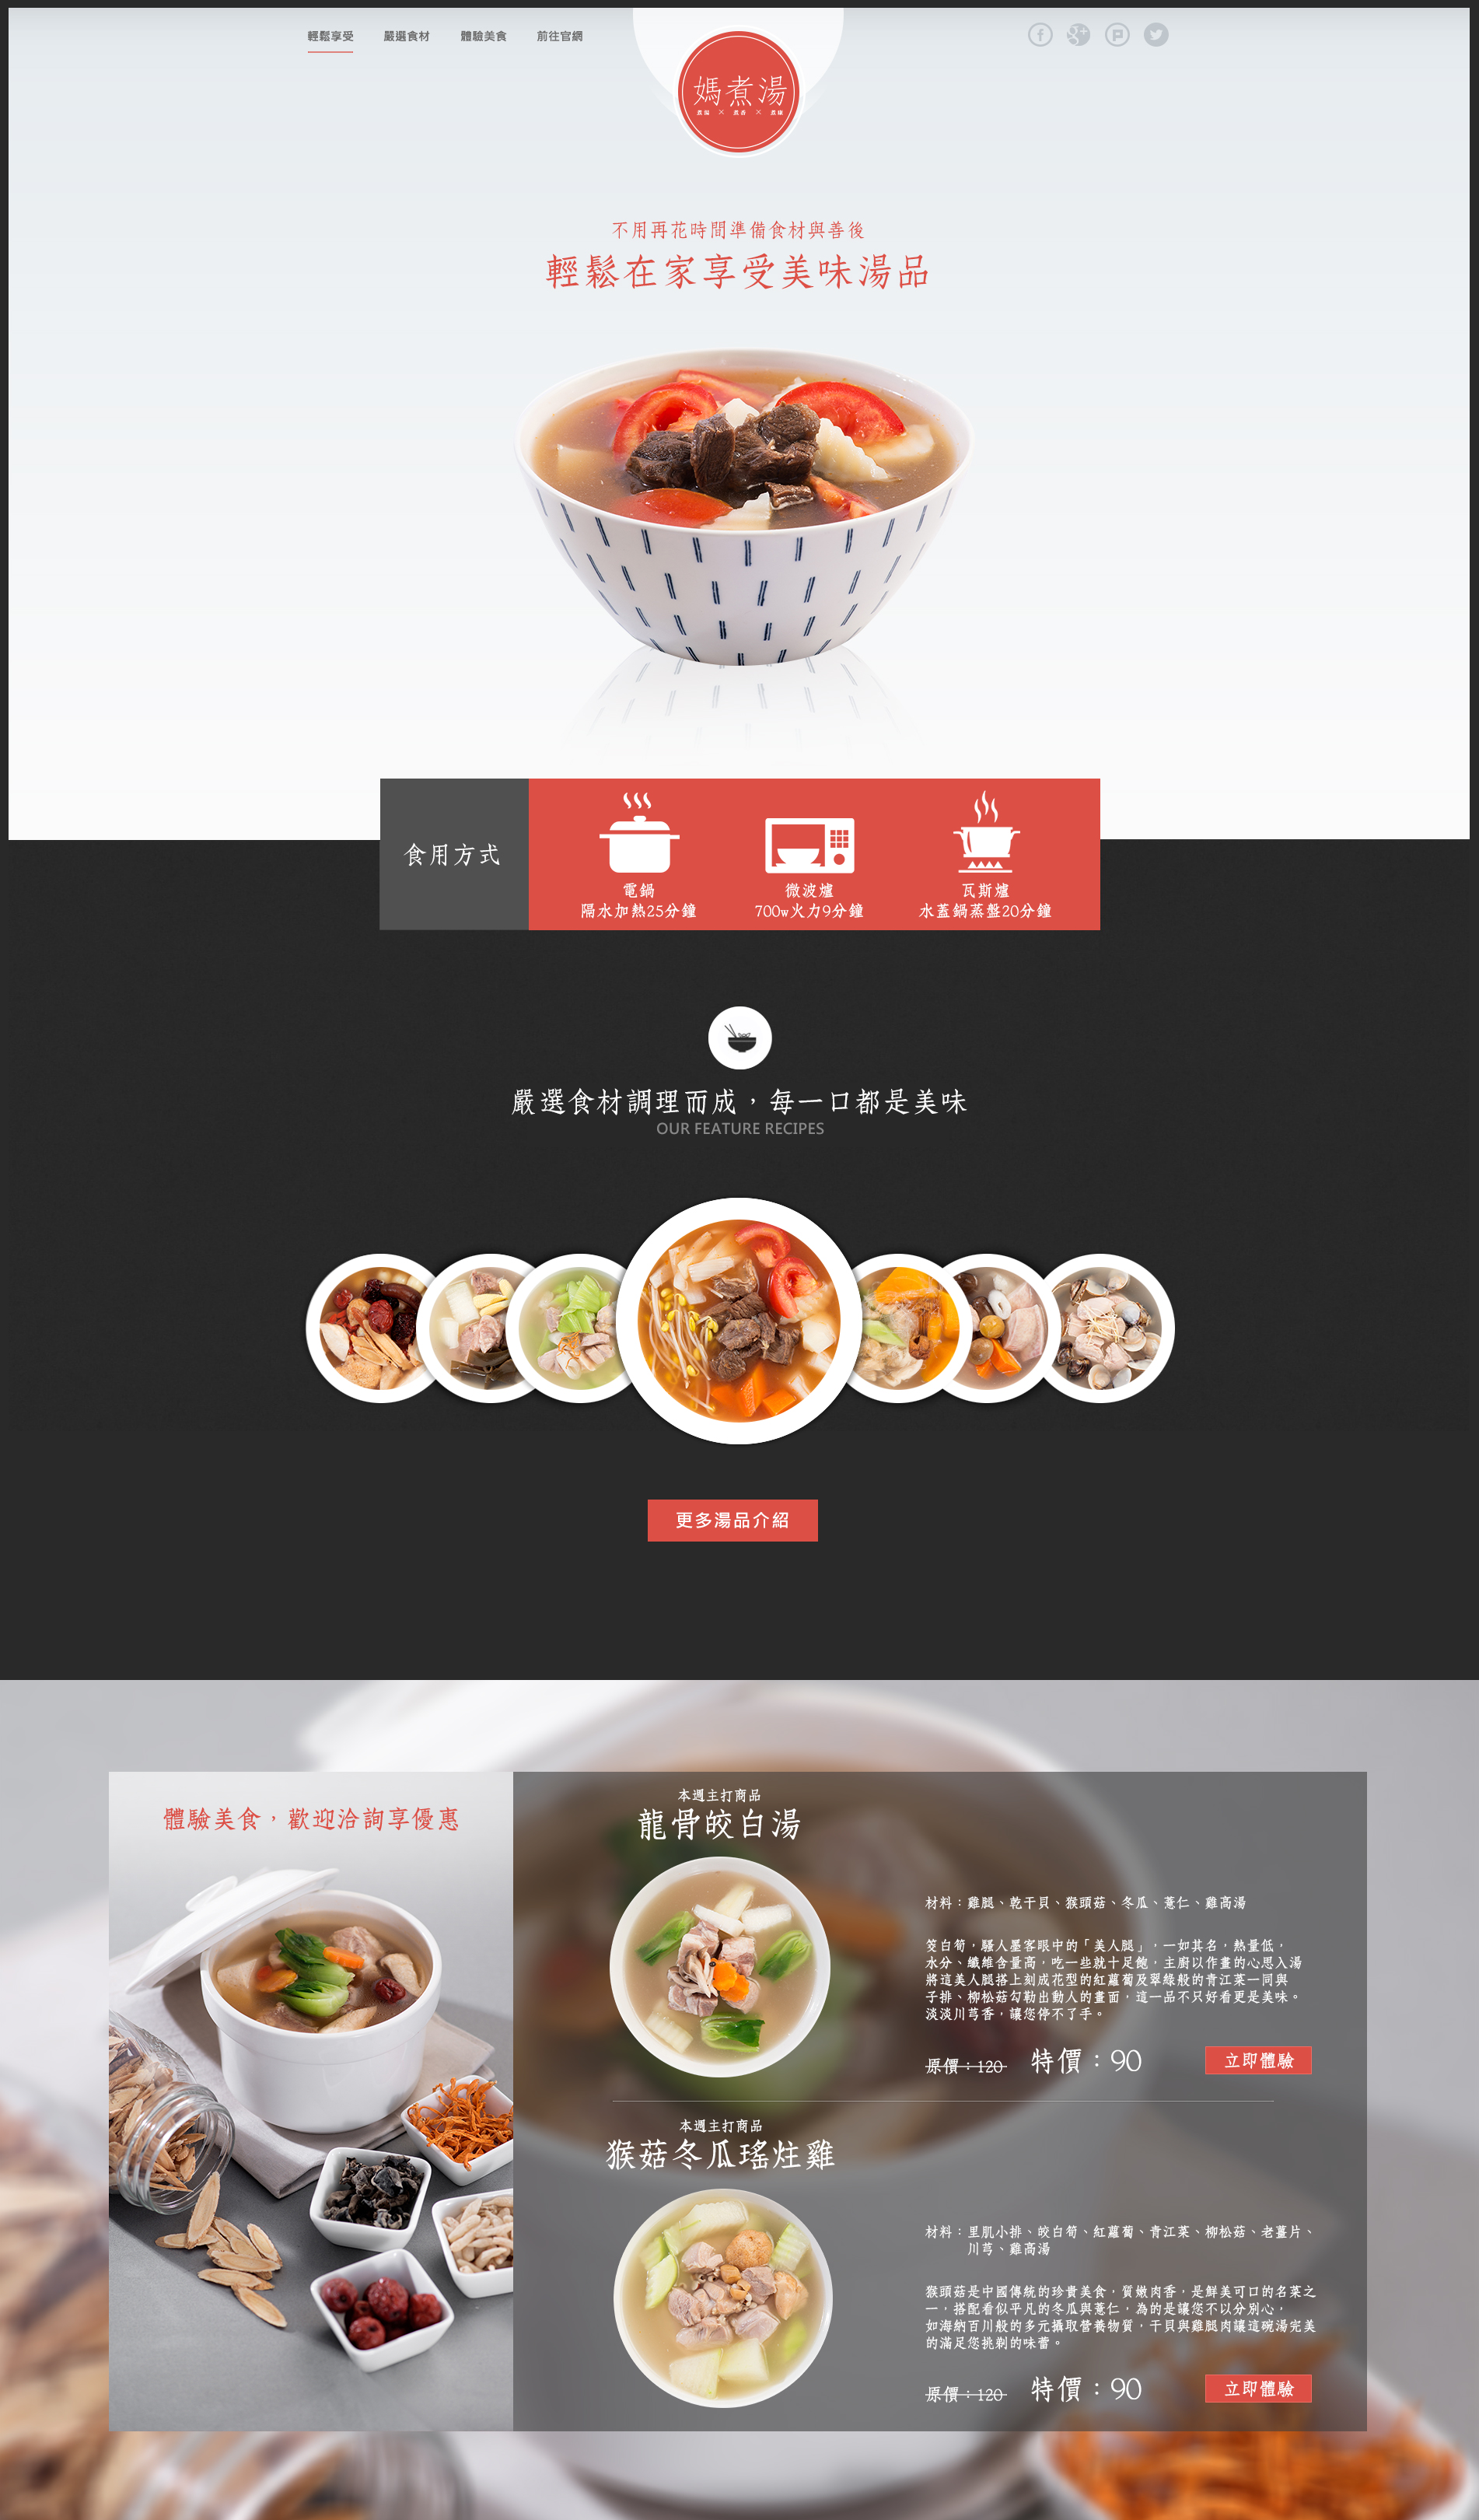 輕鬆享受
嚴選食材
體驗美食
前往官網
媽煮湯
不用再花時間準備食材與善後
輕鬆在家享受美味湯品
食用方式
電鍋
隔水加熱25分鐘
微波爐
700w火力9分鐘
瓦斯爐
水蓋鍋蒸盤20分鐘
嚴選食材調理而成，每一口都是美味
OUR FEATURE RECIPES
更多湯品介紹
體驗美食，歡迎洽詢享優惠
本週主打商品
龍骨皎白湯
材料：雞腿、乾干貝、猴頭菇、冬瓜、薏仁、雞高湯
筊白筍，騷人墨客眼中的「美人腿」，一如其名，熱量低，
水分、纖維含量高，吃一些就十足飽，主廚以作畫的心思入湯
將這美人腿搭上刻成花型的紅蘿蔔及翠綠般的青江菜一同與
子排、柳松菇勾勒出動人的畫面，這一品不只好看更是美味。
淡淡川芎香，讓您停不了手。
原價：120
特價：90
立即體驗
本週主打商品
猴菇冬瓜瑤炷雞
材料：里肌小排、皎白筍、紅蘿蔔、青江菜、柳松菇、老薑片、
川芎、雞高湯
猴頭菇是中國傳統的珍貴美食，質嫩肉香，是鮮美可口的名菜之
一，搭配看似平凡的冬瓜與薏仁，為的是讓您不以分別心，
如海納百川般的多元攝取營養物質，干貝與雞腿肉讓這碗湯完美
的滿足您挑剔的味蕾。
原價：120
特價：90
立即體驗